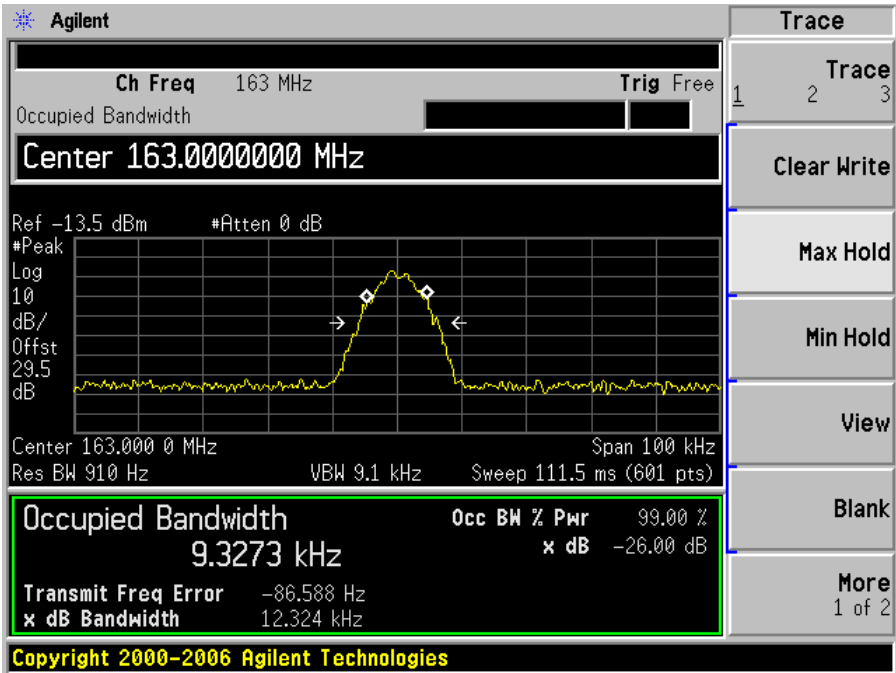 Agilent
Trace
Ch Freq 163 MHz Trig Free
Occupied Bandwidth
Center 163.0000000 MHz
Ref -13.5 dBm #Atten 0 dB
#Peak
Log
10
dB/
Offst
29.5
dB
Center 163.000 0 MHz Span 100 kHz
Res BW 910 Hz VBW 9.1 kHz Sweep 111.5 ms (601 pts)
Occupied Bandwidth
9.3273 kHz
Occ BW % Pwr 99.00 %
x dB -26.00 dB
Transmit Freq Error -86.588 Hz
x dB Bandwidth 12.324 kHz
Trace
1 2 3
Clear Write
Max Hold
Min Hold
View
Blank
More
1 of 2
Copyright 2000-2006 Agilent Technologies